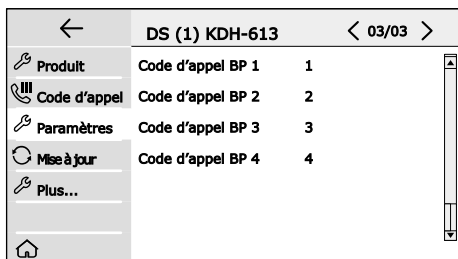 DS (1) KDH-613
03/03
Produit
Code d'appel
Paramètres
Mise à jour
Plus...
Code d'appel BP 1 1
Code d'appel BP 2 2
Code d'appel BP 3 3
Code d'appel BP 4 4